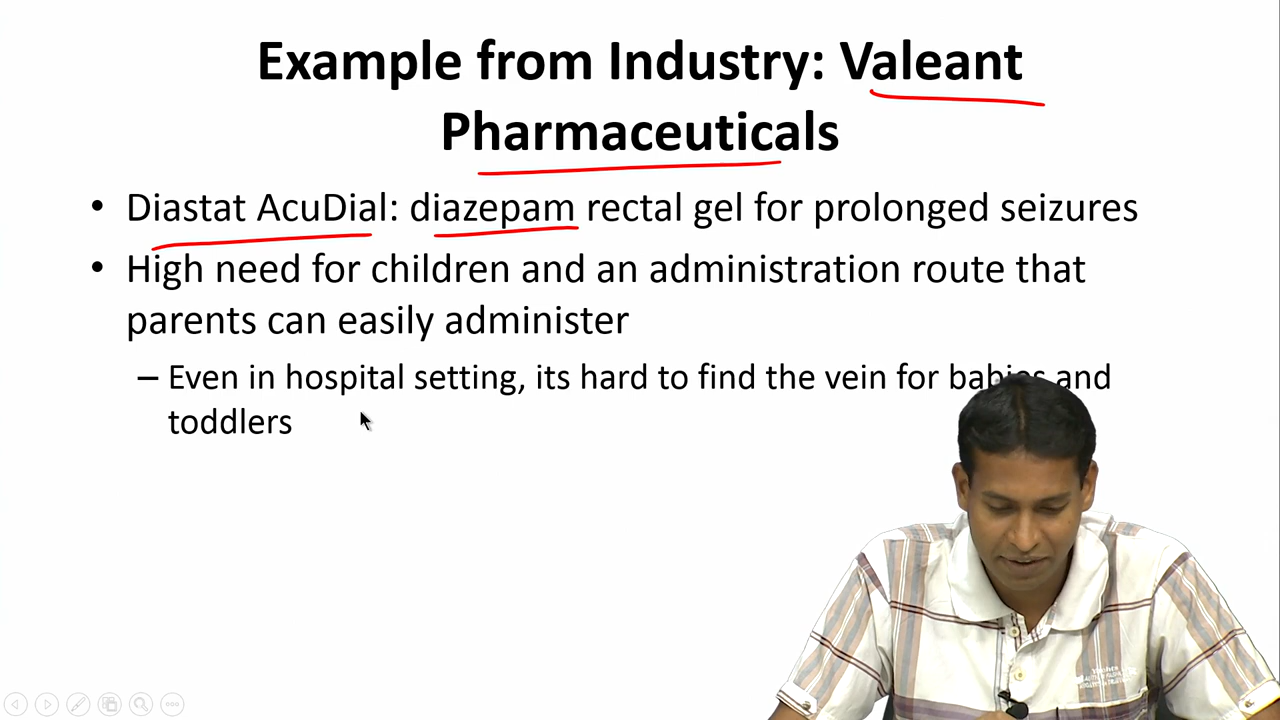 Example from Industry: Valeant
Pharmaceuticals
• Diastat AcuDial: diazepam rectal gel for prolonged seizures
• High need for children and an administration route that
parents can easily administer
– Even in hospital setting, its hard to find the vein for babies and
toddlers